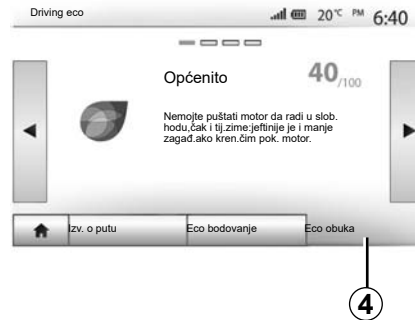 Driving eco
20°C PM 6:40
Općenito
40/100
Nemojte puštati motor da radi u slob.
hodu,čak i tij.zime:jeftinije je i manje
zagađ.ako kren.čim pok. motor.
Izv. o putu
Eco bodovanje
Eco obuka
4